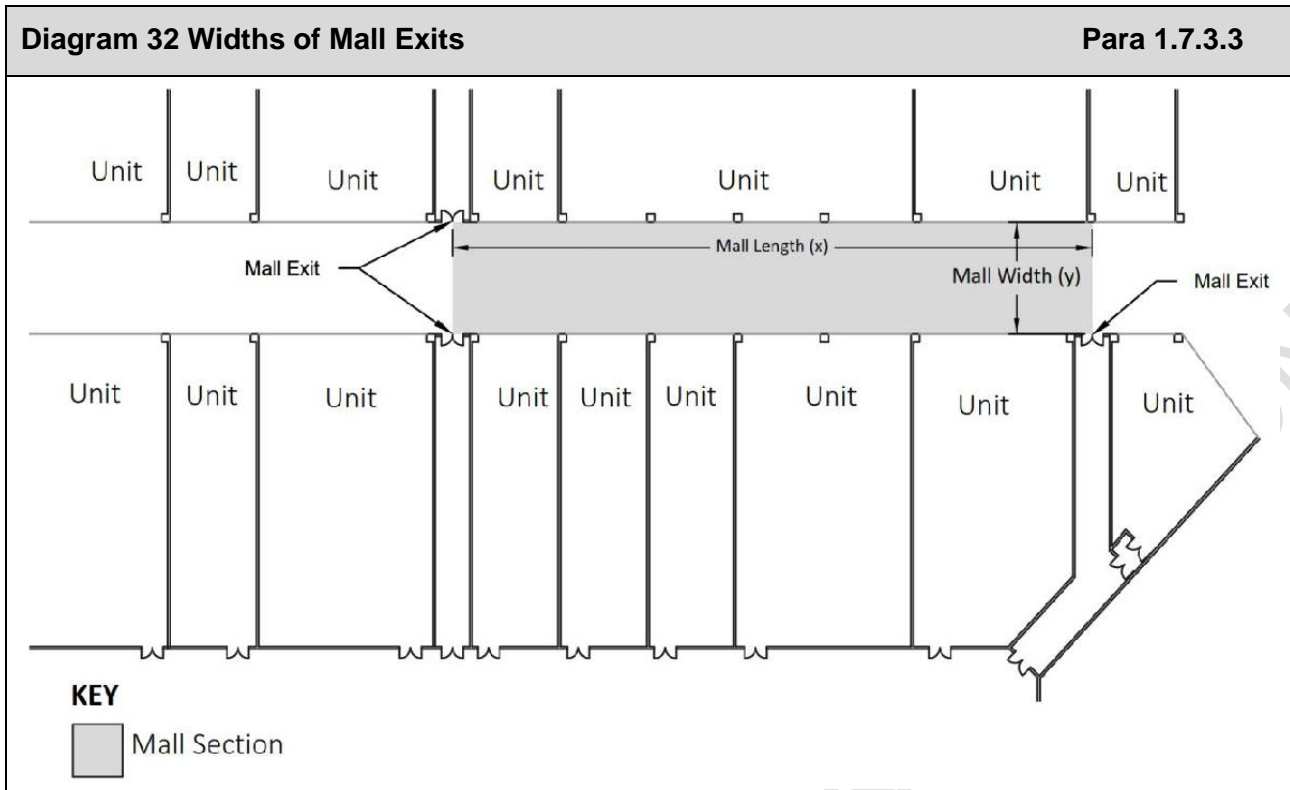 Diagram 32 Widths of Mall Exits Para 1.7.3.3
Unit Unit Unit Unit Unit Unit Unit
Mall Length (x)
Mall Exit Mall Width (y) Mall Exit
Unit Unit Unit Unit Unit Unit Unit Unit Unit
KEY
Mall Section